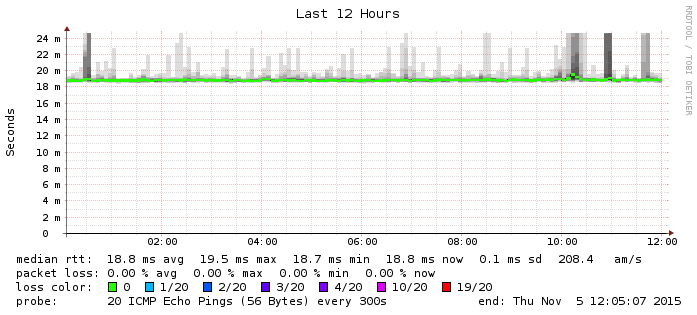 Last 12 Hours
RRDTOOL / TOBI OETIKER
Seconds
24 m
22 m
20 m
18 m
16 m
14 m
12 m
10 m
8 m
6 m
4 m
2 m
0
02:00 04:00 06:00 08:00 10:00 12:00
median rtt: 18.8 ms avg 19.5 ms max 18.7 ms min 18.8 ms now 0.1 ms sd 208.4 am/s
packet loss: 0.00 % avg 0.00 % max 0.00 % min 0.00 % now
loss color: 0 1/20 2/20 3/20 4/20 10/20 19/20
probe: 20 ICMP Echo Pings (56 Bytes) every 300s end: Thu Nov 5 12:05:07 2015